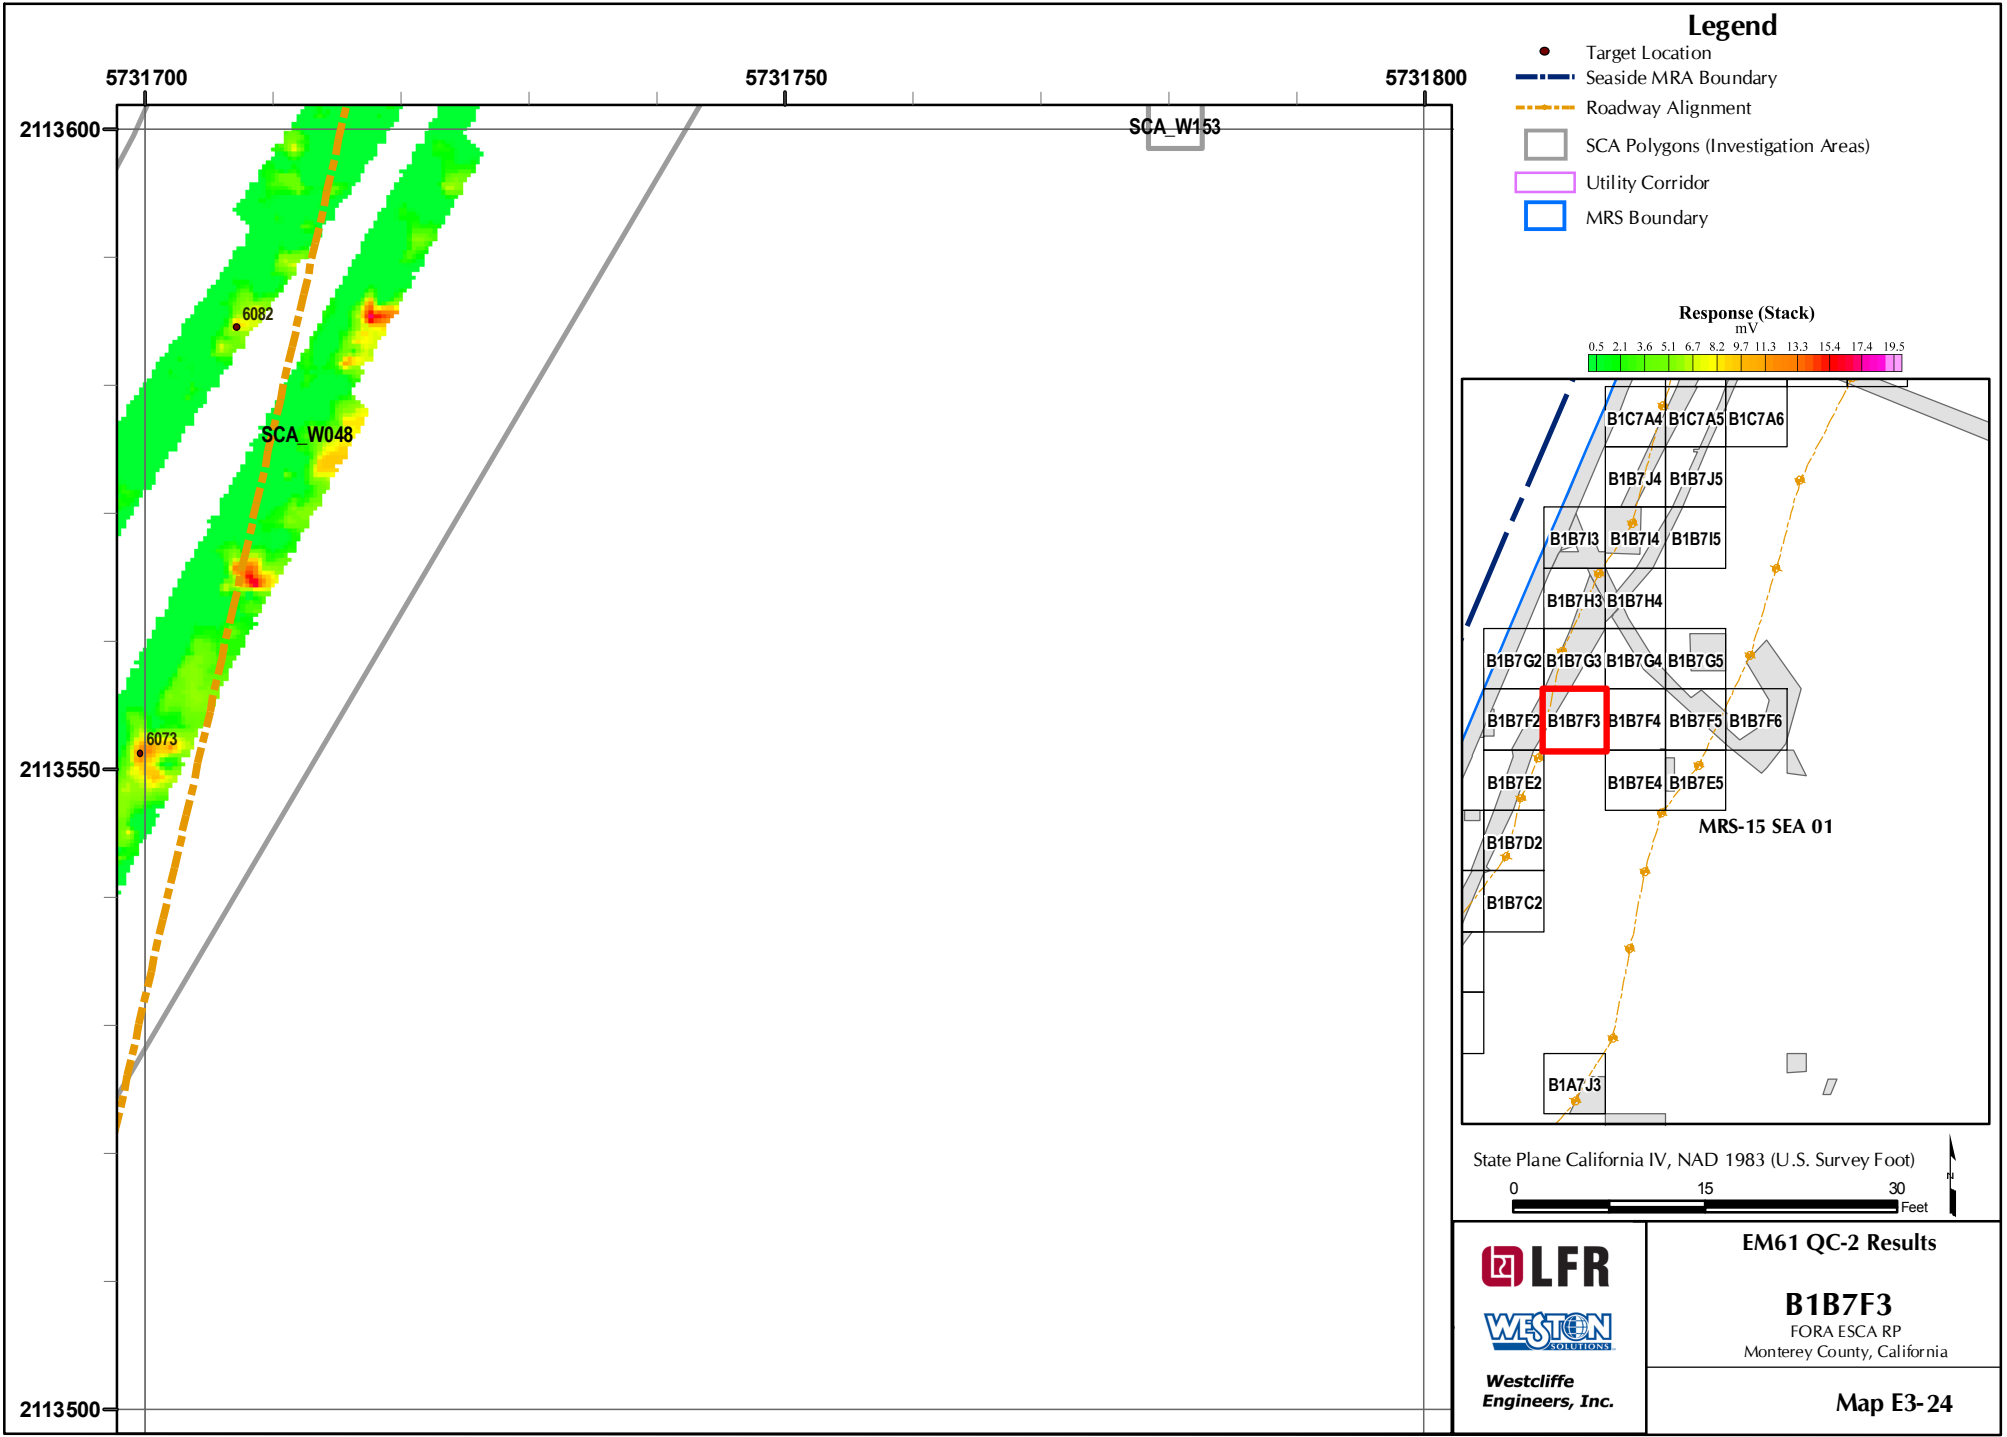 5731700
5731750
5731800
2113600
2113550
2113500
SCA_W153
6082
SCA_W048
6073
Legend
Target Location
Seaside MRA Boundary
Roadway Alignment
SCA Polygons (Investigation Areas)
Utility Corridor
MRS Boundary
Response (Stack)
mV
0.5 2.1 3.6 5.1 6.7 8.2 9.7 11.3 13.3 15.4 17.4 19.5
B1C7A4 B1C7A5 B1C7A6
B1B7J4 B1B7J5
B1B7I3 B1B7I4 B1B7I5
B1B7H3 B1B7H4
B1B7G2 B1B7G3 B1B7G4 B1B7G5
B1B7F2 B1B7F3 B1B7F4 B1B7F5 B1B7F6
B1B7E2 B1B7E4 B1B7E5
MRS-15 SEA 01
B1B7D2
B1B7C2
B1A7J3
State Plane California IV, NAD 1983 (U.S. Survey Foot)
0 15 30
Feet
N
LFR
WESTON
SOLUTIONS
Westcliffe
Engineers, Inc.
EM61 QC-2 Results
B1B7F3
FORA ESCA RP
Monterey County, California
Map E3-24